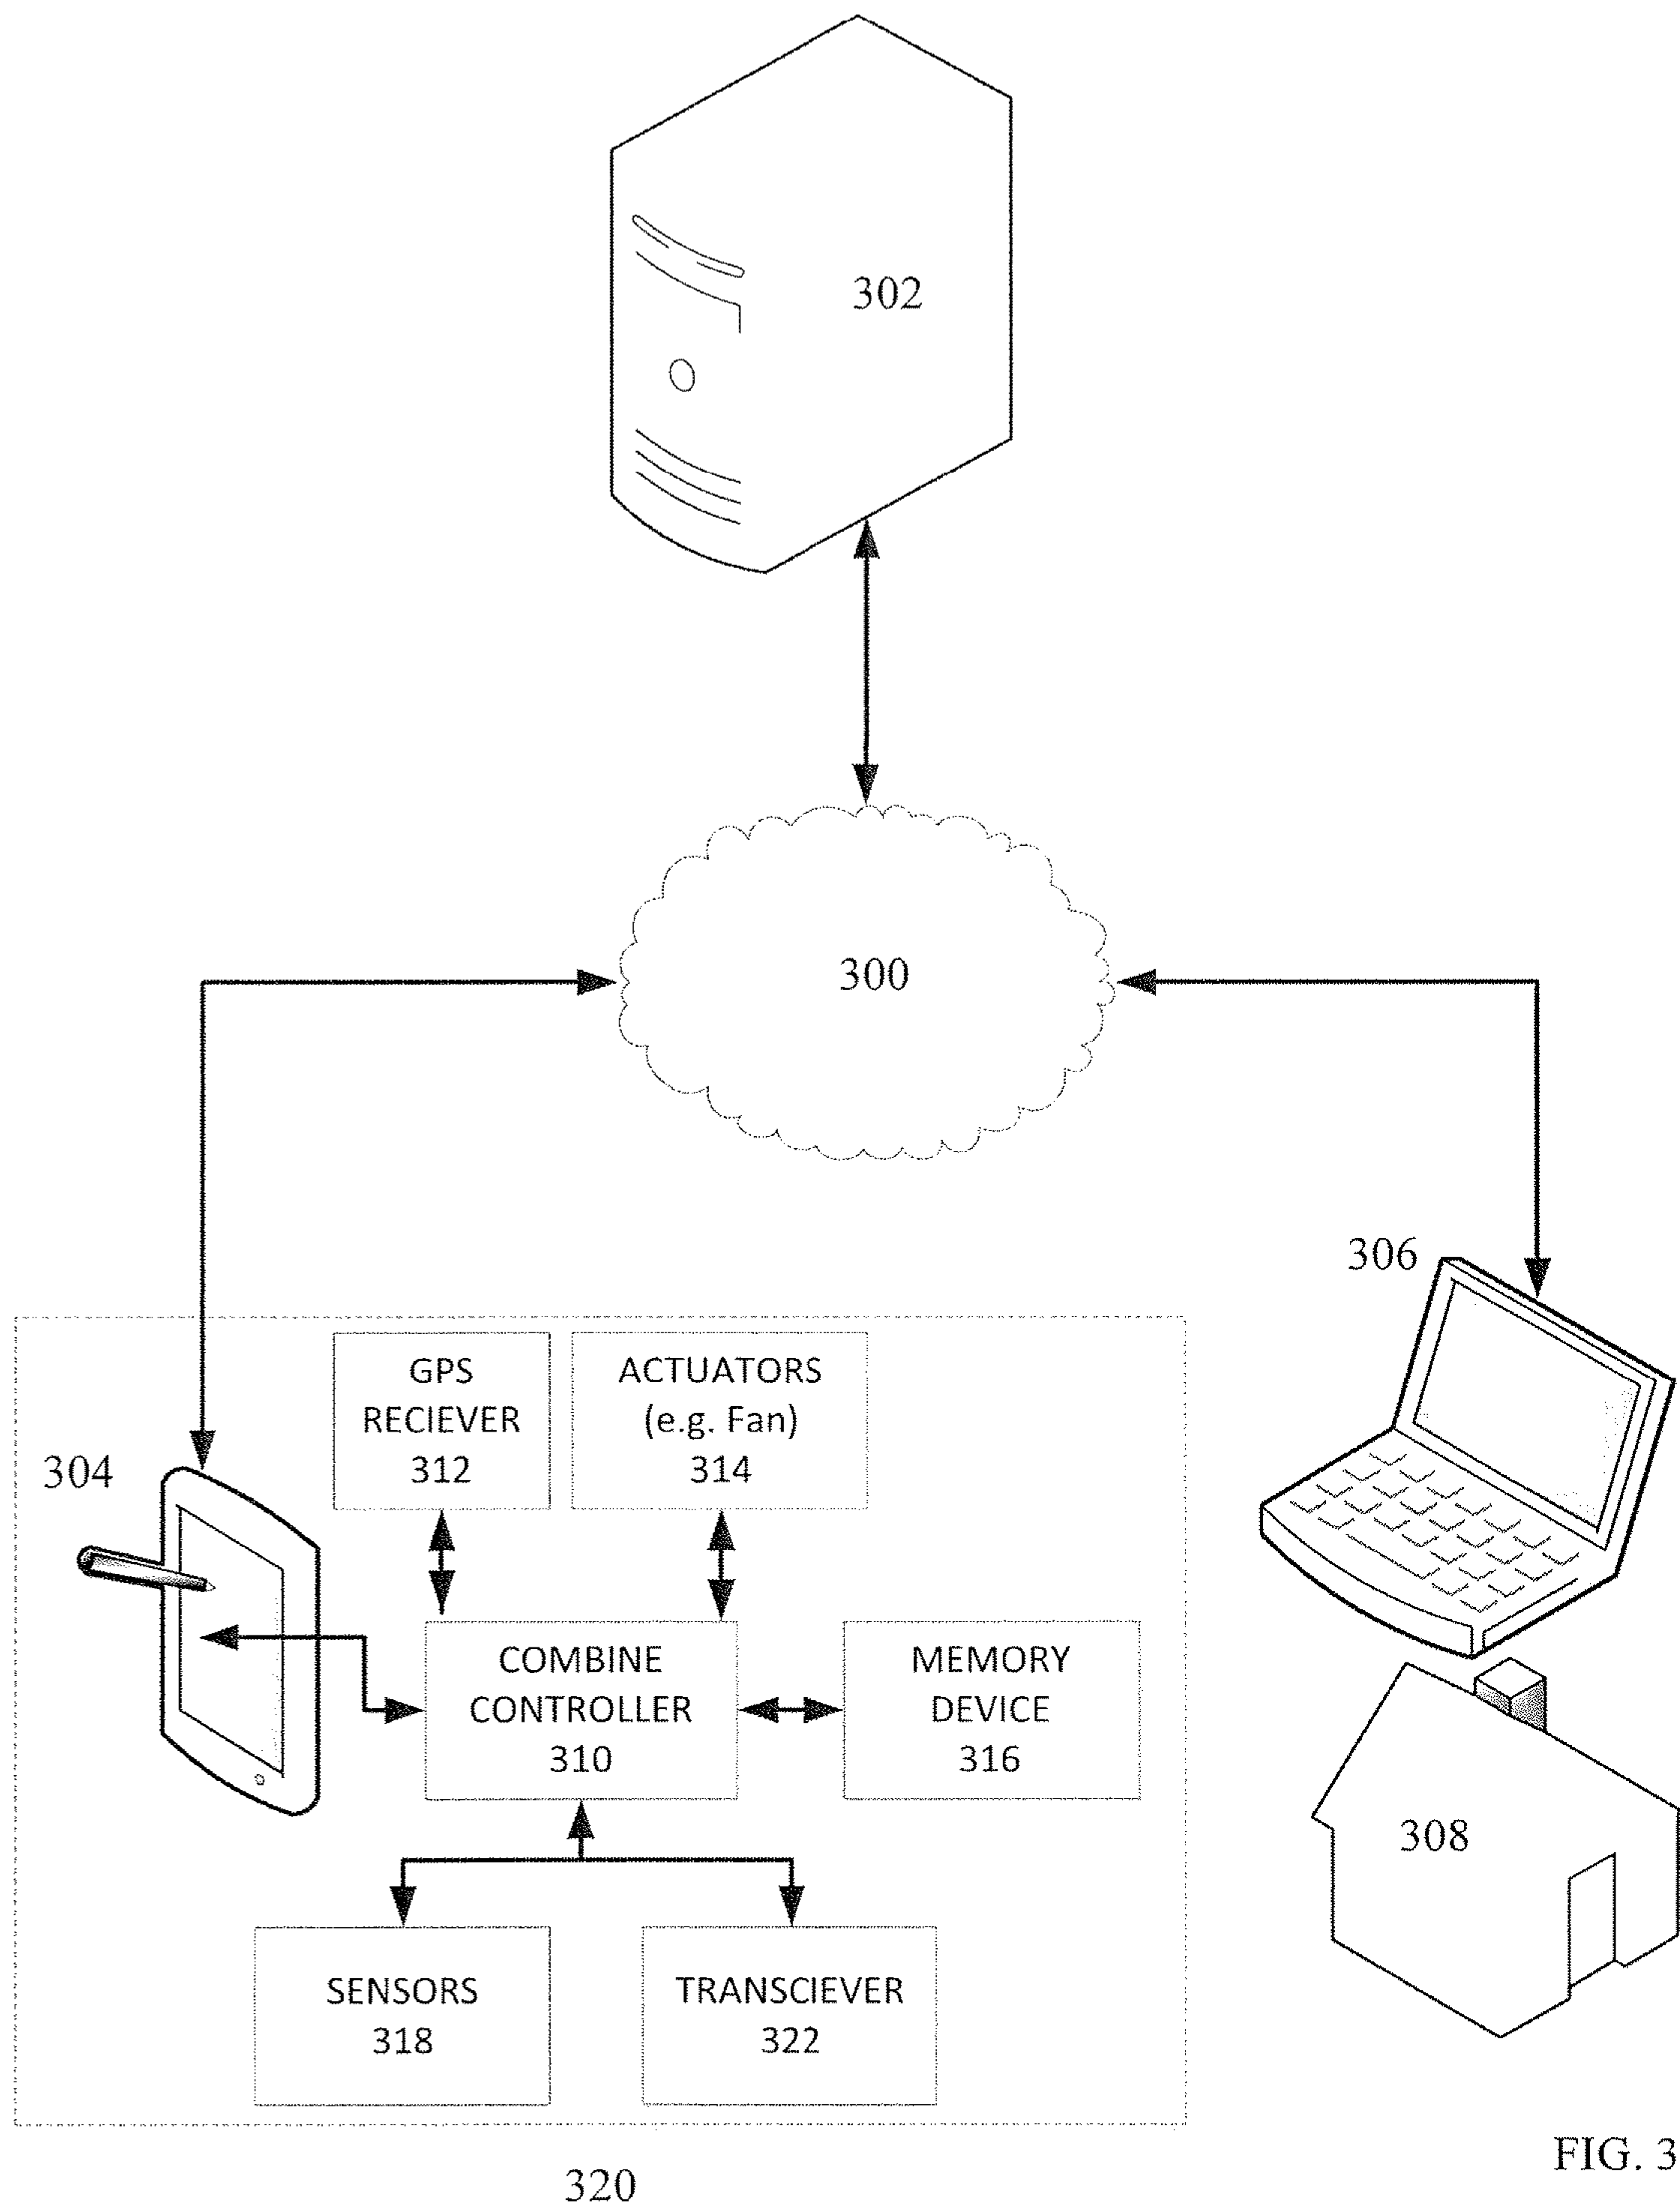 302
300
306
304
GPS
RECIEVER
312
ACTUATORS
(e.g. Fan)
314
COMBINE
CONTROLLER
310
MEMORY
DEVICE
316
308
SENSORS
318
TRANSCIEVER
322
320
FIG. 3